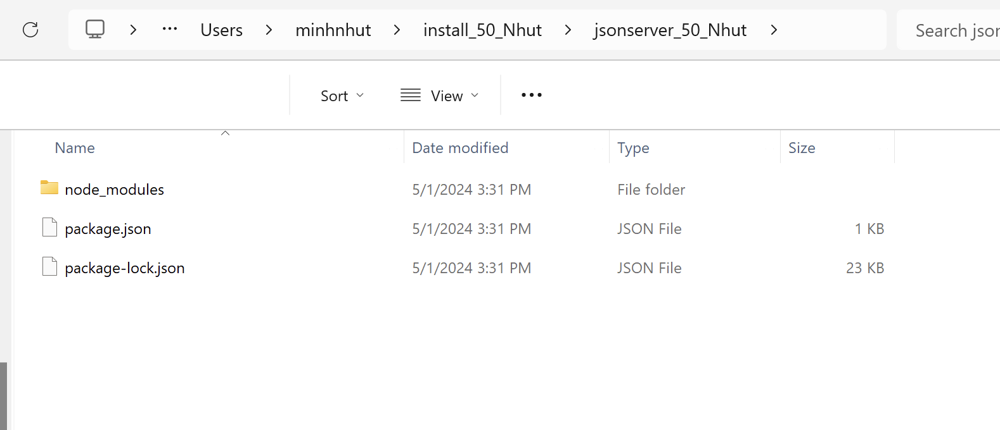 Users minhnhut install_50_Nhut jsonserver_50_Nhut Search jsor
Sort View
Name Date modified Type Size
node_modules 5/1/2024 3:31 PM File folder
package.json 5/1/2024 3:31 PM JSON File 1 KB
package-lock.json 5/1/2024 3:31 PM JSON File 23 KB